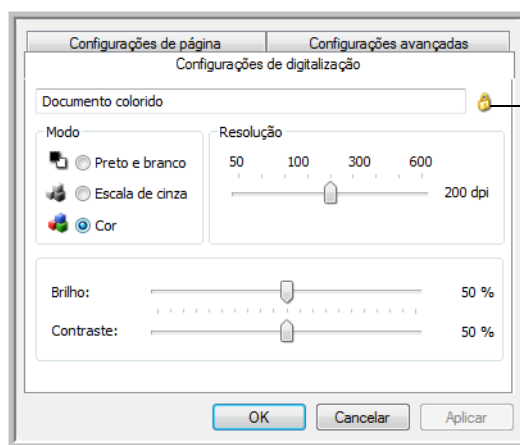 Configurações de página Configurações avançadas
Configurações de digitalização
Documento colorido
Modo Resolução
Preto e branco
Escala de cinza
Cor
50 100 300 600
200 dpi
Brilho: 50 %
Contraste: 50 %
OK Cancelar Aplicar